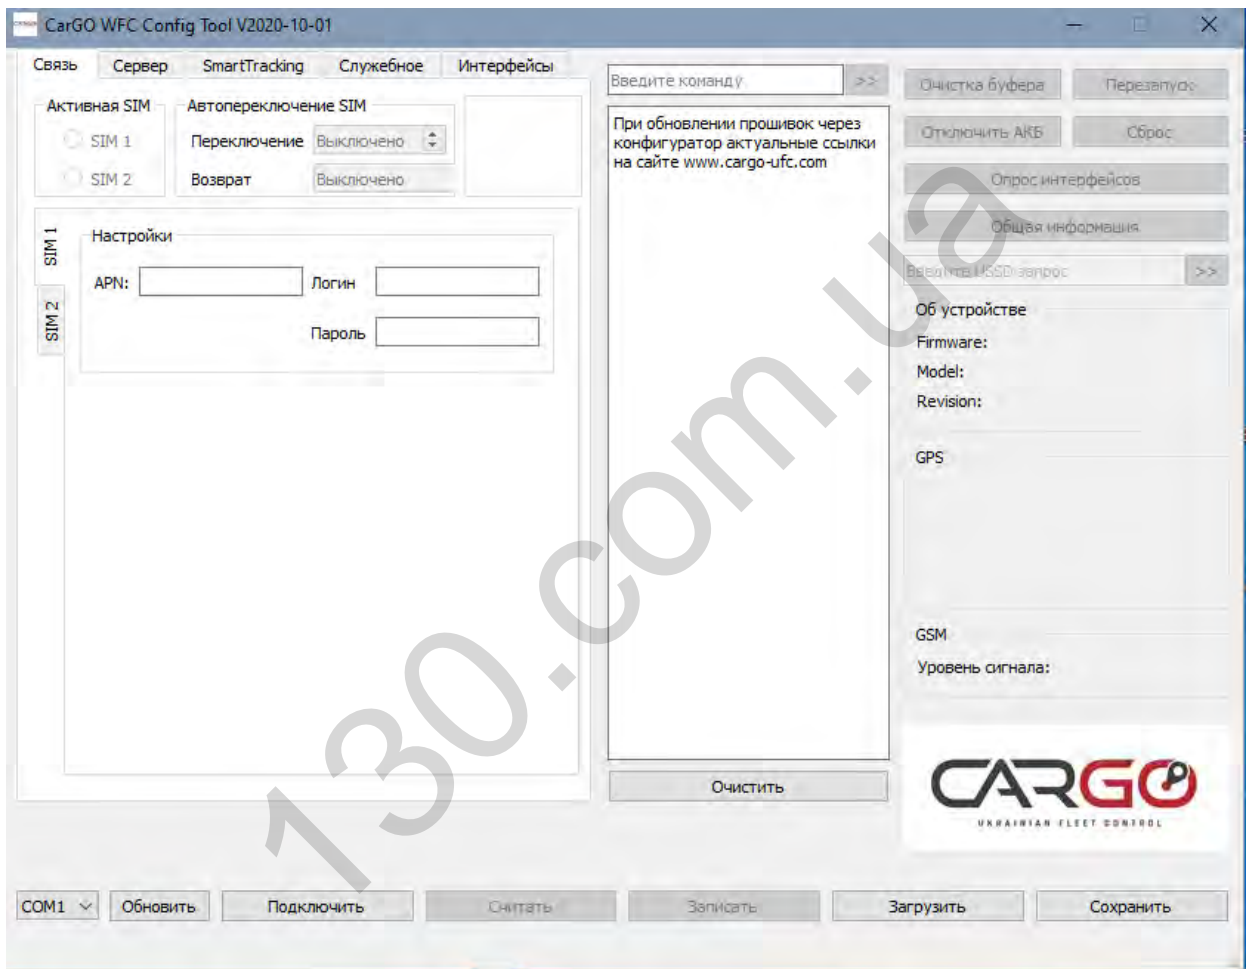 CarGO WFC Config Tool V2020-10-01
Связь Сервер SmartTracking Служебное Интерфейсы
Активная SIM
SIM 1
SIM 2
Автопереключение SIM
Переключение Выключено
Возврат Выключено
SIM 1
SIM 2
Настройки
APN: Логин
Пароль
Введите команду >>
При обновлении прошивок через
конфигуратор актуальные ссылки
на сайте www.cargo-ufc.com
Очистить
Очистка буфера Перезапуск
Отключить АКБ Сброс
Опрос интерфейсов
Общая информация
Введите USSD запрос >>
Об устройстве
Firmware:
Model:
Revision:
GPS
GSM
Уровень сигнала:
CARGO
UKRAINIAN FLEET CONTROL
COM1 Обновить Подключить Считать Записать Загрузить Сохранить
130.com.ua